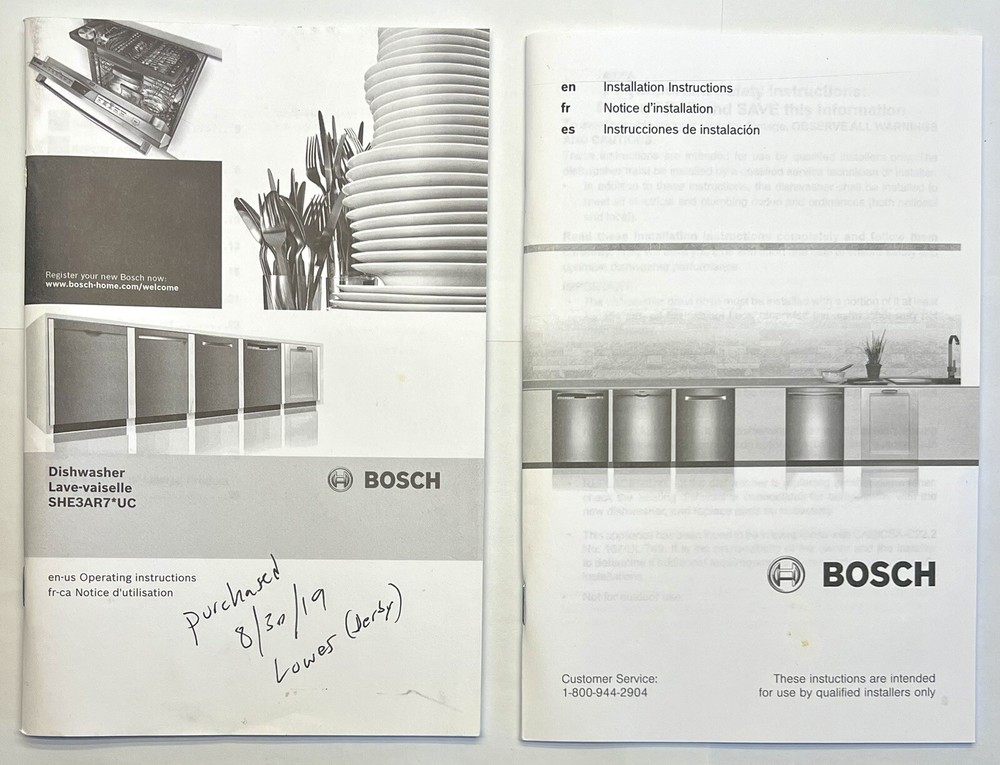 Register your new Bosch now:
www.bosch-home.com/welcome
Dishwasher
Lave-vaiselle
SHE3AR7*UC
BOSCH
en-us Operating instructions
fr-ca Notice d'utilisation
purchased
8/30/19
Lowes (Derby)
en Installation Instructions
fr Notice d'installation
es Instrucciones de instalación
BOSCH
Customer Service:
1-800-944-2904
These instuctions are intended
for use by qualified installers only